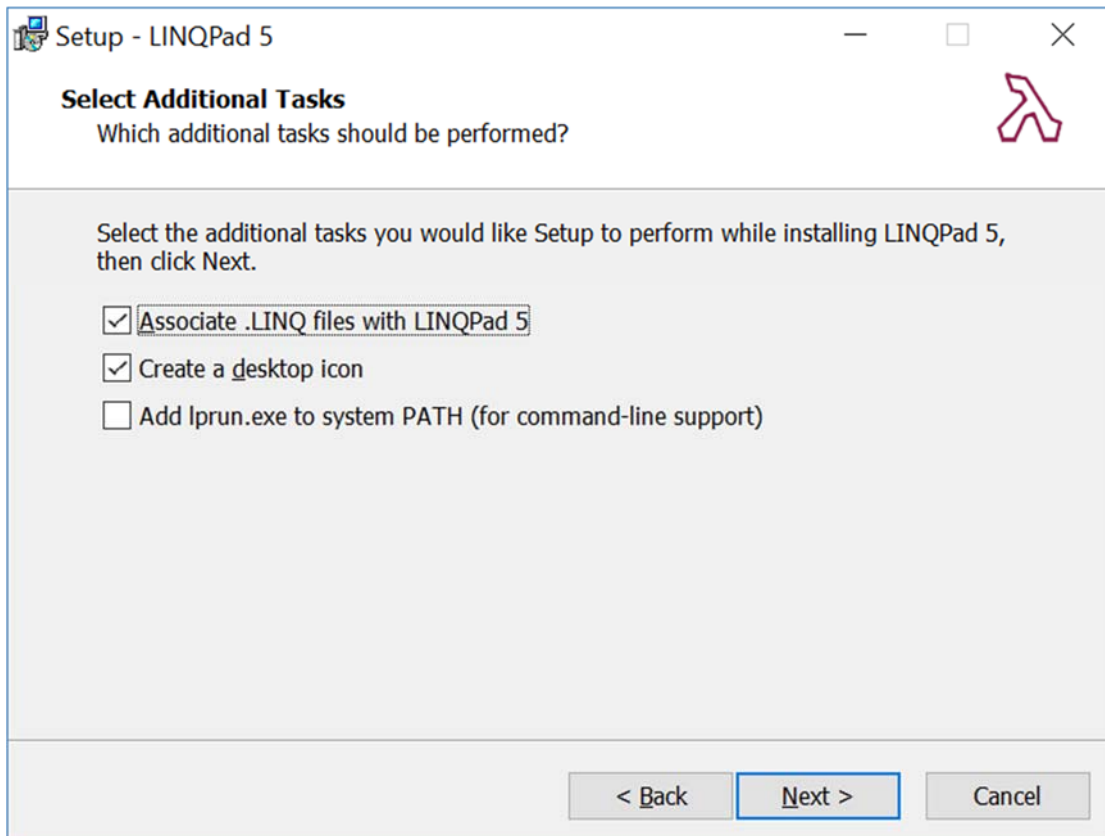 Setup - LINQPad 5
Select Additional Tasks
Which additional tasks should be performed?
Select the additional tasks you would like Setup to perform while installing LINQPad 5,
then click Next.
Associate .LINQ files with LINQPad 5
Create a desktop icon
Add lprun.exe to system PATH (for command-line support)
< Back
Next >
Cancel